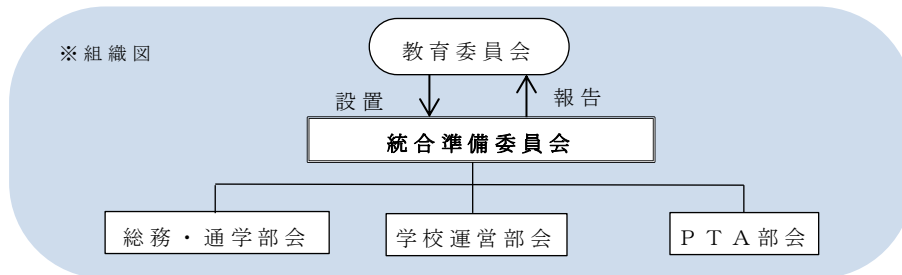 ※組織図
教育委員会
設置
報告
統合準備委員会
総務・通学部会
学校運営部会
ＰＴＡ部会